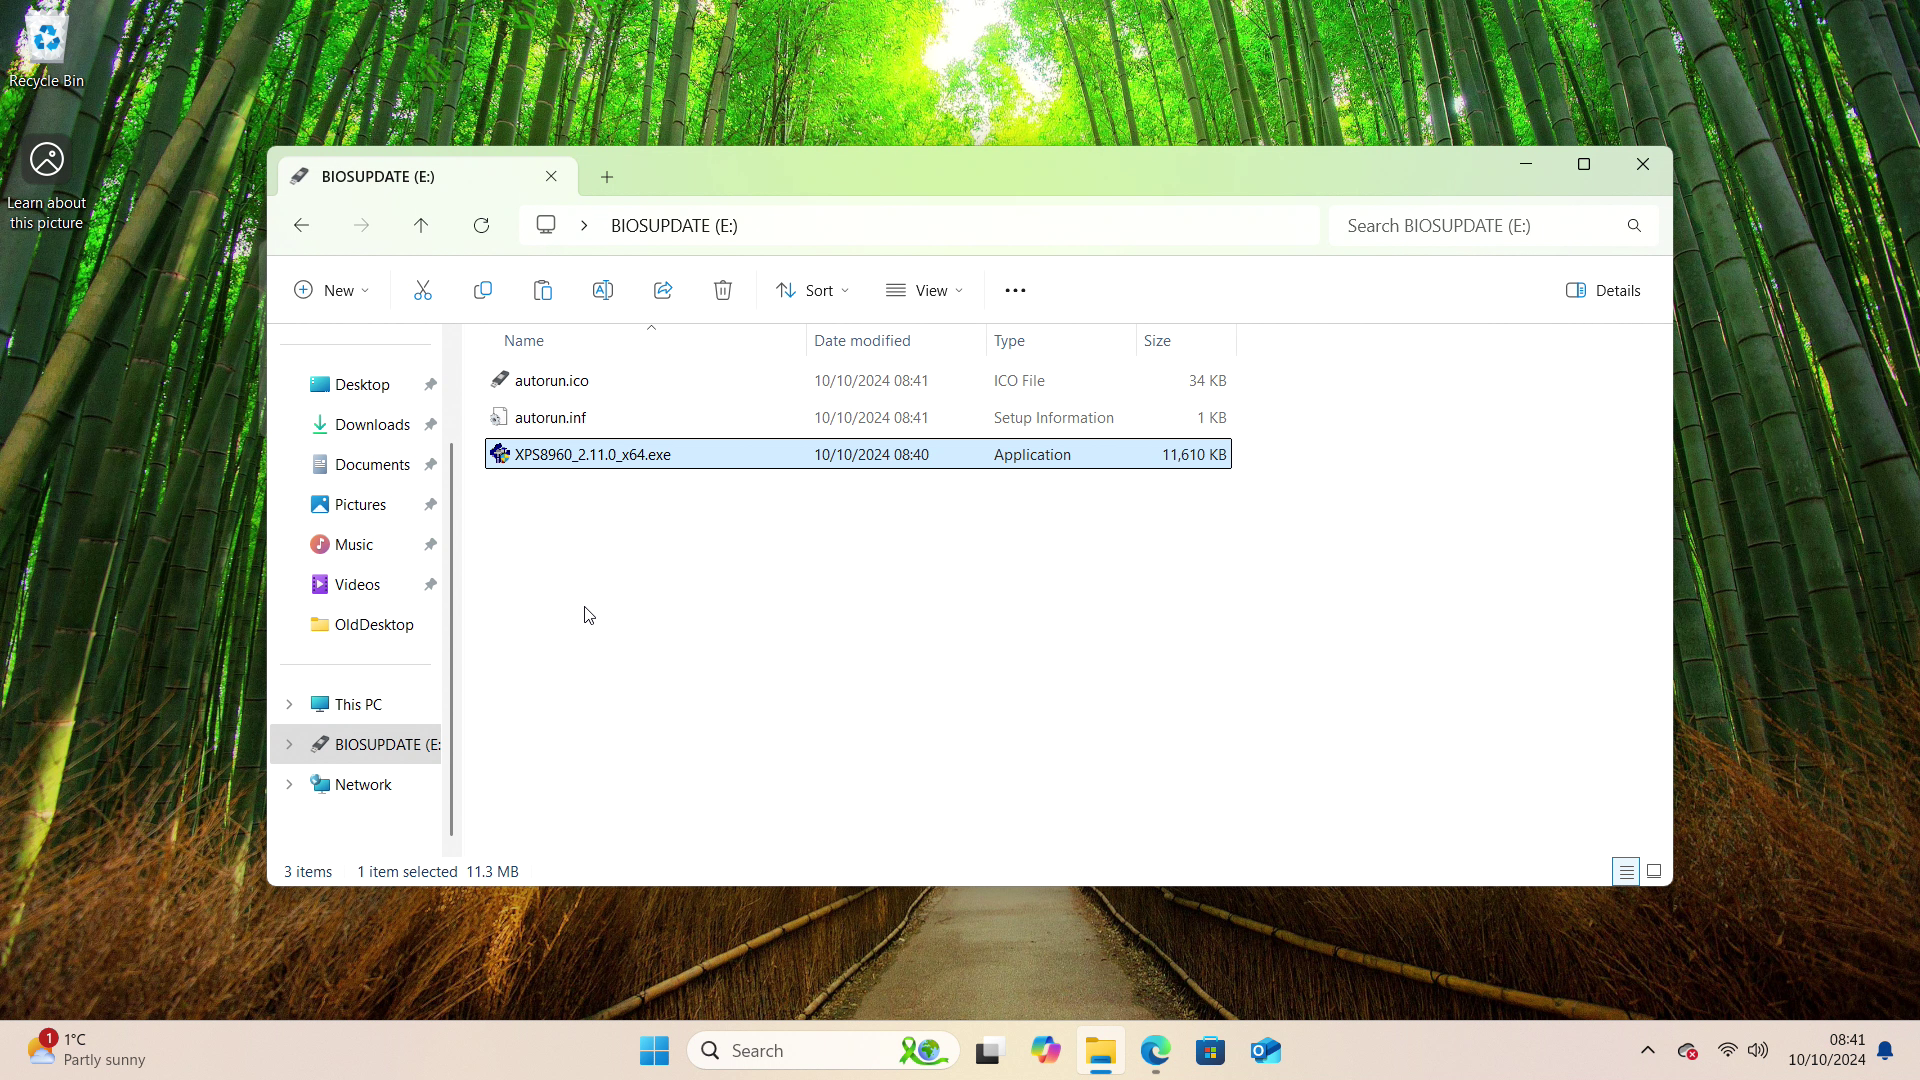 Recycle Bin
Learn about
this picture
BIOSUPDATE (E:)
BIOSUPDATE (E:)
Search BIOSUPDATE (E:)
New
Sort
View
Details
Name
Date modified
Type
Size
autorun.ico
10/10/2024 08:41
ICO File
34 KB
autorun.inf
10/10/2024 08:41
Setup Information
1 KB
XPS8960_2.11.0_x64.exe
10/10/2024 08:40
Application
11,610 KB
Desktop
Downloads
Documents
Pictures
Music
Videos
OldDesktop
This PC
BIOSUPDATE (E:
Network
3 items
1 item selected 11.3 MB
1
1°C
Partly sunny
Search
08:41
10/10/2024